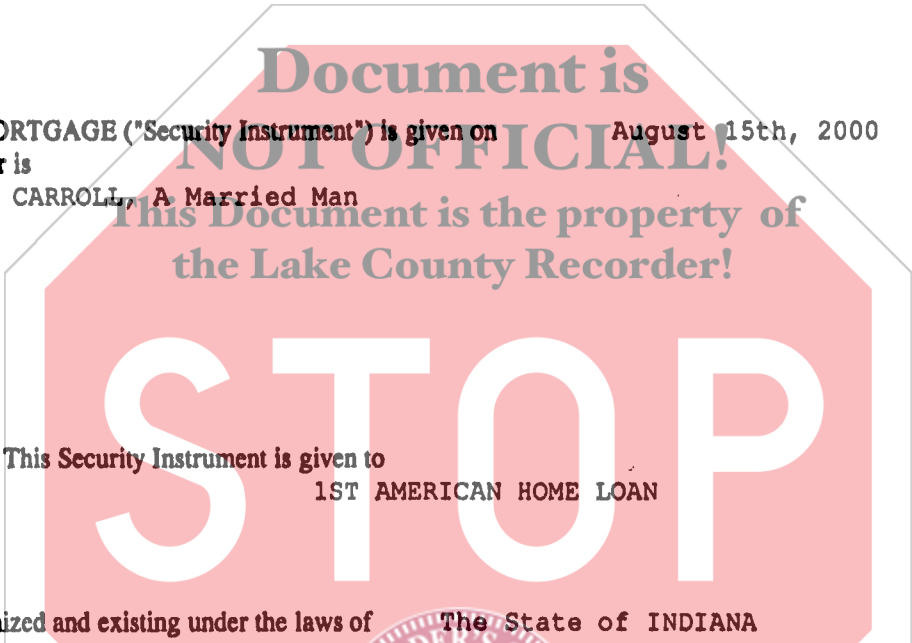 Document is
ORTGAGE ("Security Instrument") is given on August 15th, 2000
NOT OFFICIAL!
r is
CARROLL, A Married Man
This Document is the property of
the Lake County Recorder!
STOP
This Security Instrument is given to
1ST AMERICAN HOME LOAN
ized and existing under the laws of The State of INDIANA